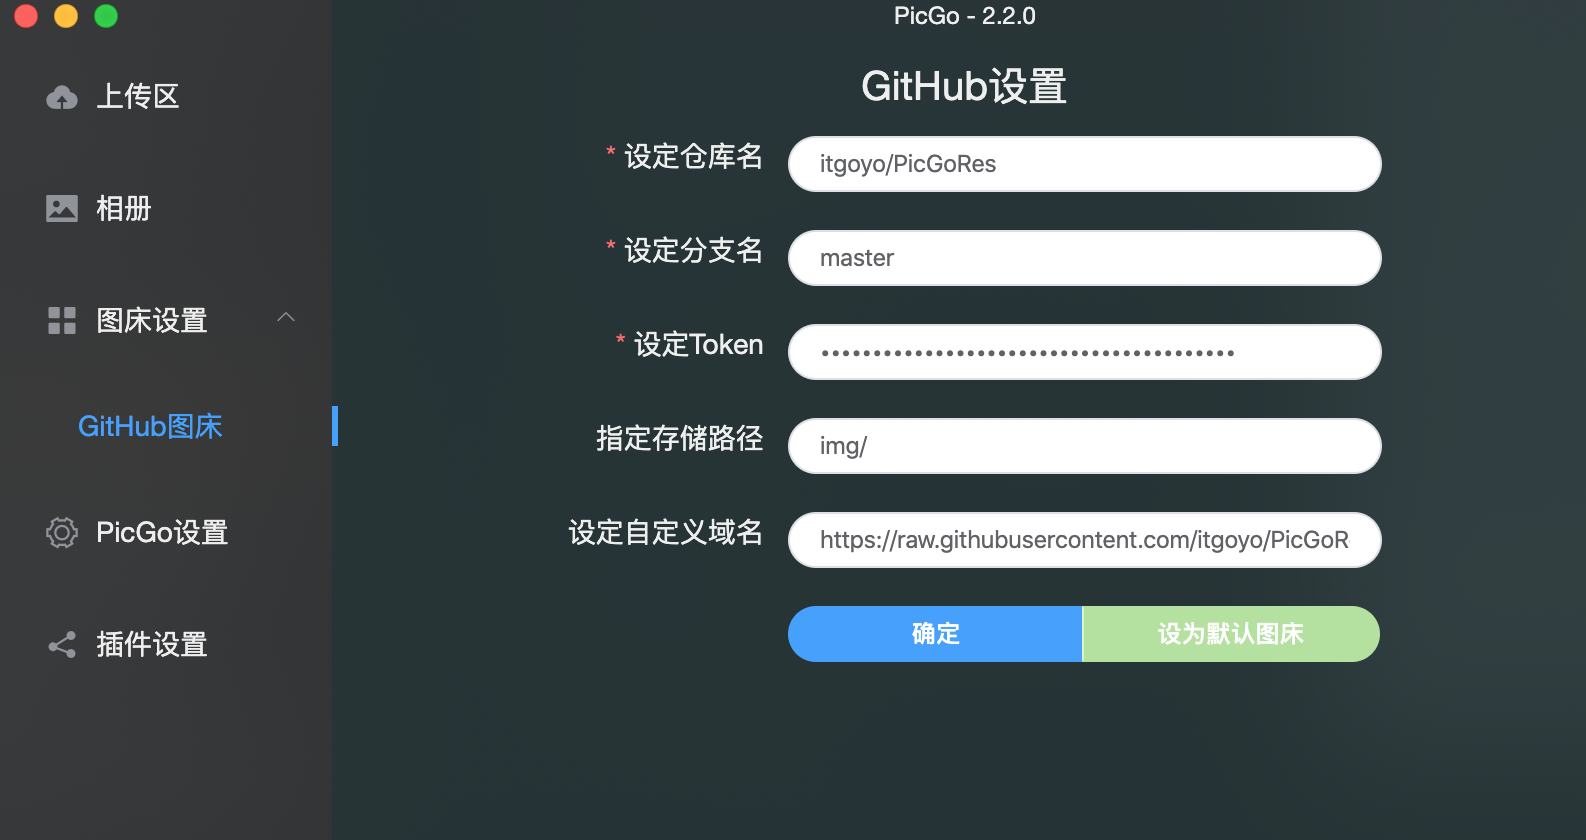 PicGo - 2.2.0
上传区
相册
图床设置
GitHub图床
PicGo设置
插件设置
GitHub设置
* 设定仓库名
itgoyo/PicGoRes
* 设定分支名
master
* 设定Token
••••••••••••••••••••••••••••••••••••••••
指定存储路径
img/
设定自定义域名
https://raw.githubusercontent.com/itgoyo/PicGoR
确定
设为默认图床